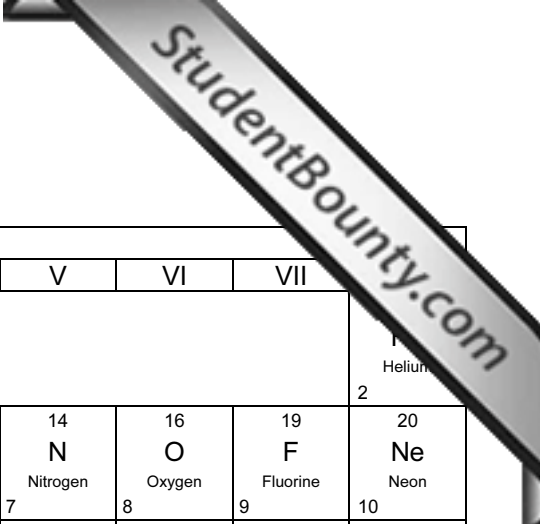 StudentBounty.com
V VI VII
Helium
2
14 16 19 20
N O F Ne
Nitrogen Oxygen Fluorine Neon
7 8 9 10